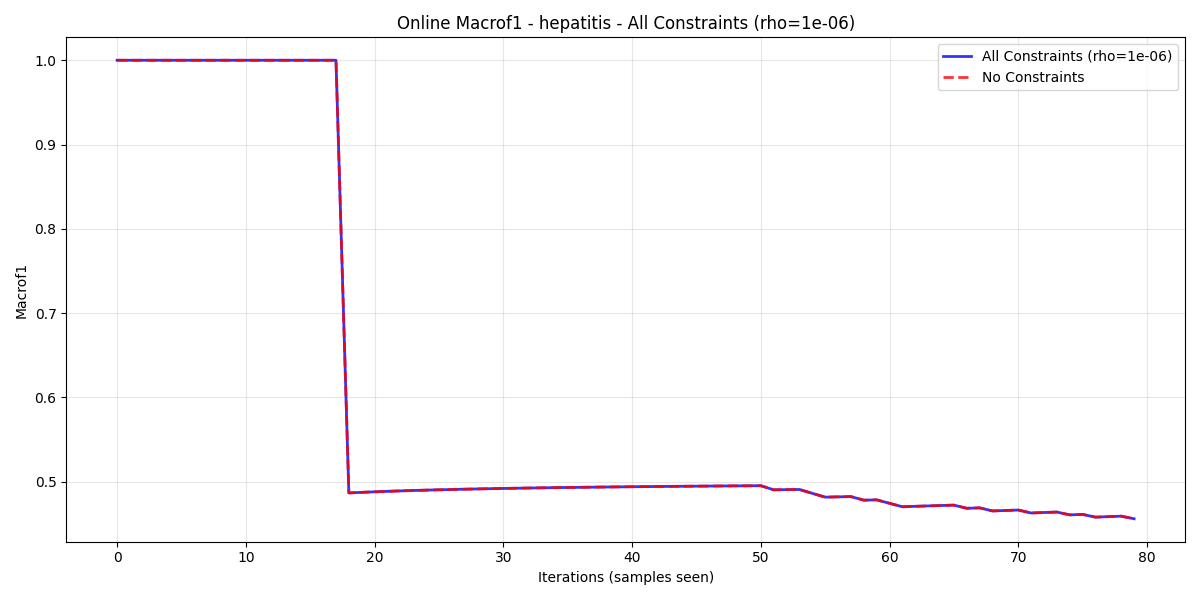 Online Macrof1 - hepatitis - All Constraints (rho=1e-06)
All Constraints (rho=1e-06)
No Constraints
Macrof1
1.0
0.9
0.8
0.7
0.6
0.5
0 10 20 30 40 50 60 70 80
Iterations (samples seen)